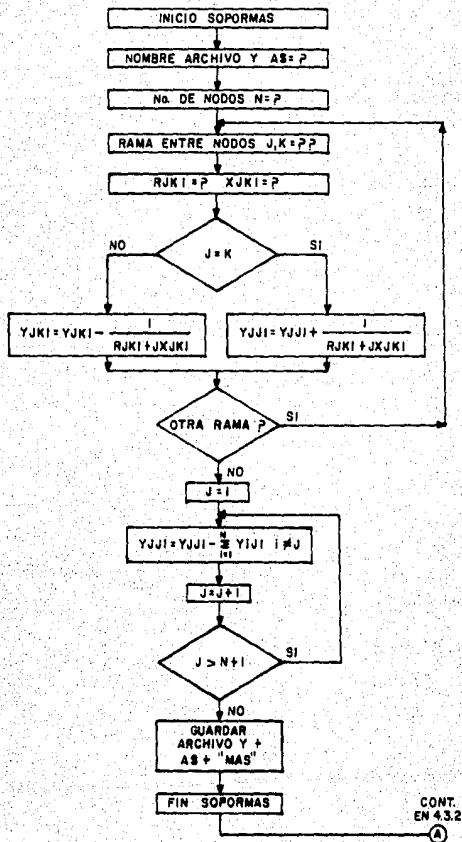 INICIO SOPORMAS
NOMBRE ARCHIVO Y A$=?
No. DE NODOS N=?
RAMA ENTRE NODOS J,K=??
RJK1=? XJK1=?
J=K
NO
SI
YJK1=YJK1- 1/RJK1+JXJK1
YJJ1=YJJ1+ 1/RJK1+JXJK1
OTRA RAMA ?
SI
NO
J=1
YJJ1=YJJ1- N Σ i=1 YiJ1 i≠J
J=J+1
J>N+1
SI
NO
GUARDAR
ARCHIVO Y +
A$ + "MAS"
FIN SOPORMAS
CONT.
EN 4.3.2
A